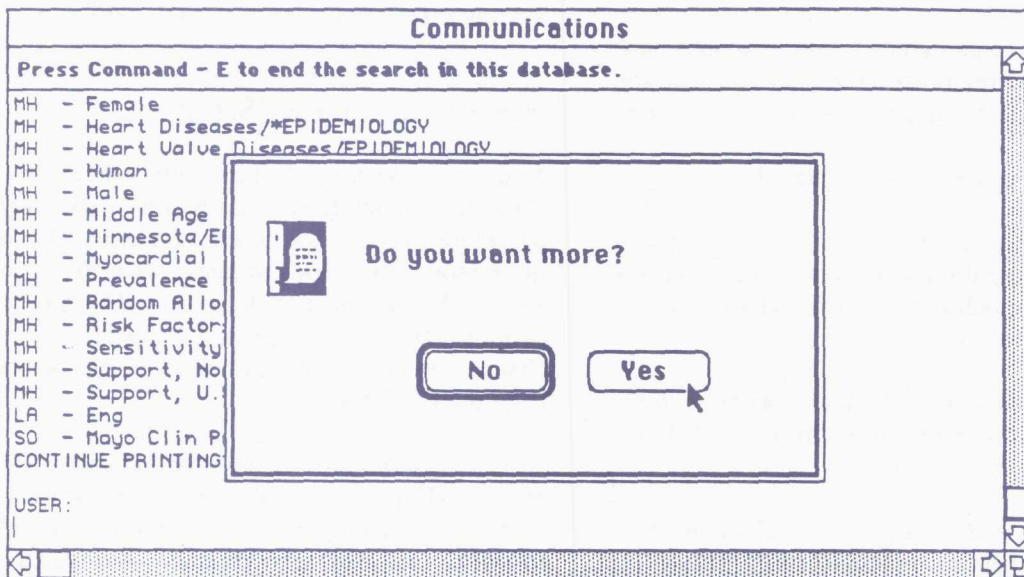 Communications
Press Command - E to end the search in this database.
MH - Female
MH - Heart Diseases/*EPIDEMIOLOGY
MH - Heart Valve Diseases/EPIDEMIOLOGY
MH - Human
MH - Male
MH - Middle Age
MH - Minnesota/E
MH - Myocardial
MH - Prevalence
MH - Random Allo
MH - Risk Factor
MH - Sensitivity
MH - Support, No
MH - Support, U.S
LA - Eng
SO - Mayo Clin P
CONTINUE PRINTING
USER:
Do you want more?
No Yes